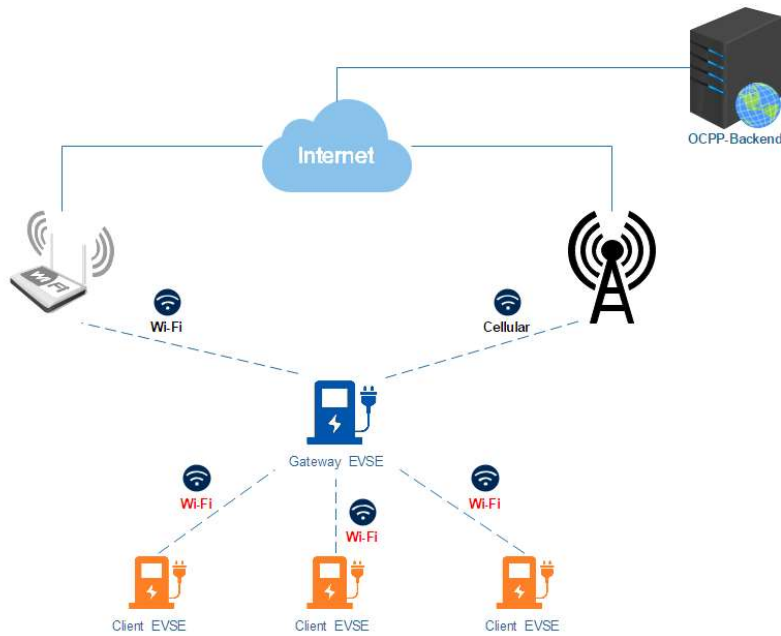 OCPP-Backend
Internet
Wi Fi
Wi-Fi
Cellular
Gateway EVSE
Wi-Fi
Wi-Fi
Wi-Fi
Client EVSE
Client EVSE
Client EVSE